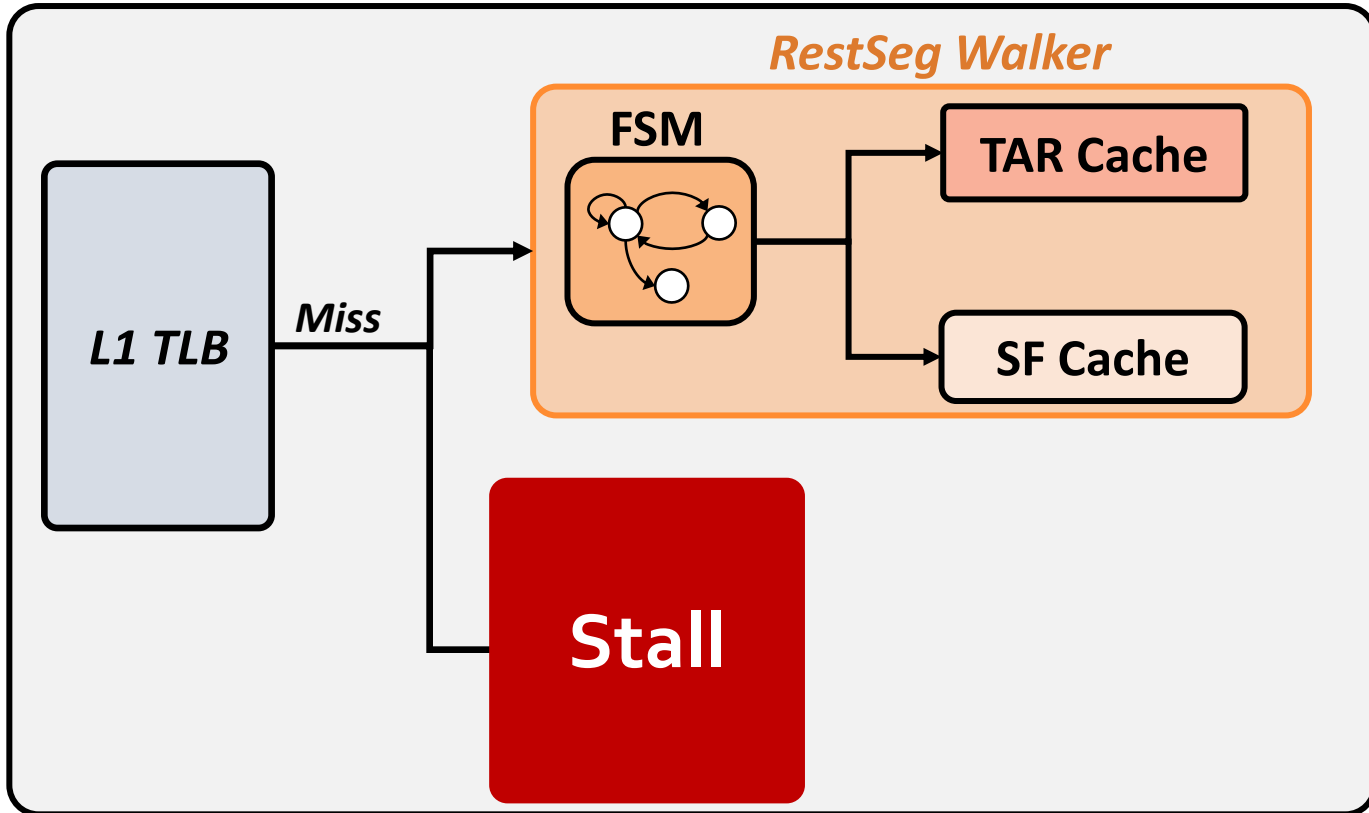 RestSeg Walker
FSM
TAR Cache
L1 TLB
Miss
SF Cache
Stall